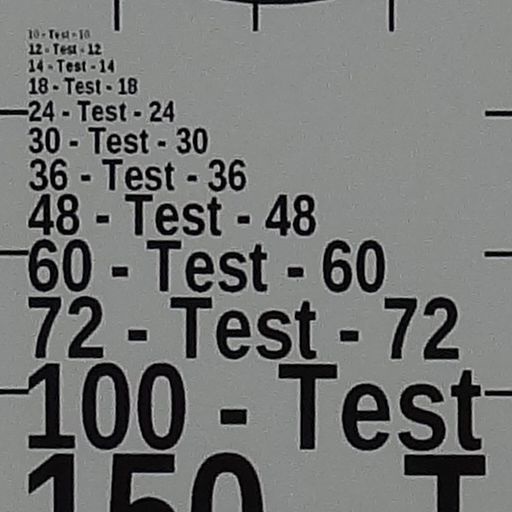 10 - Test - 10
12 - Test - 12
14 - Test - 14
18 - Test - 18
24 - Test - 24
30 - Test - 30
36 - Test - 36
48 - Test - 48
60 - Test - 60
72 - Test - 72
100 - Test
150 T